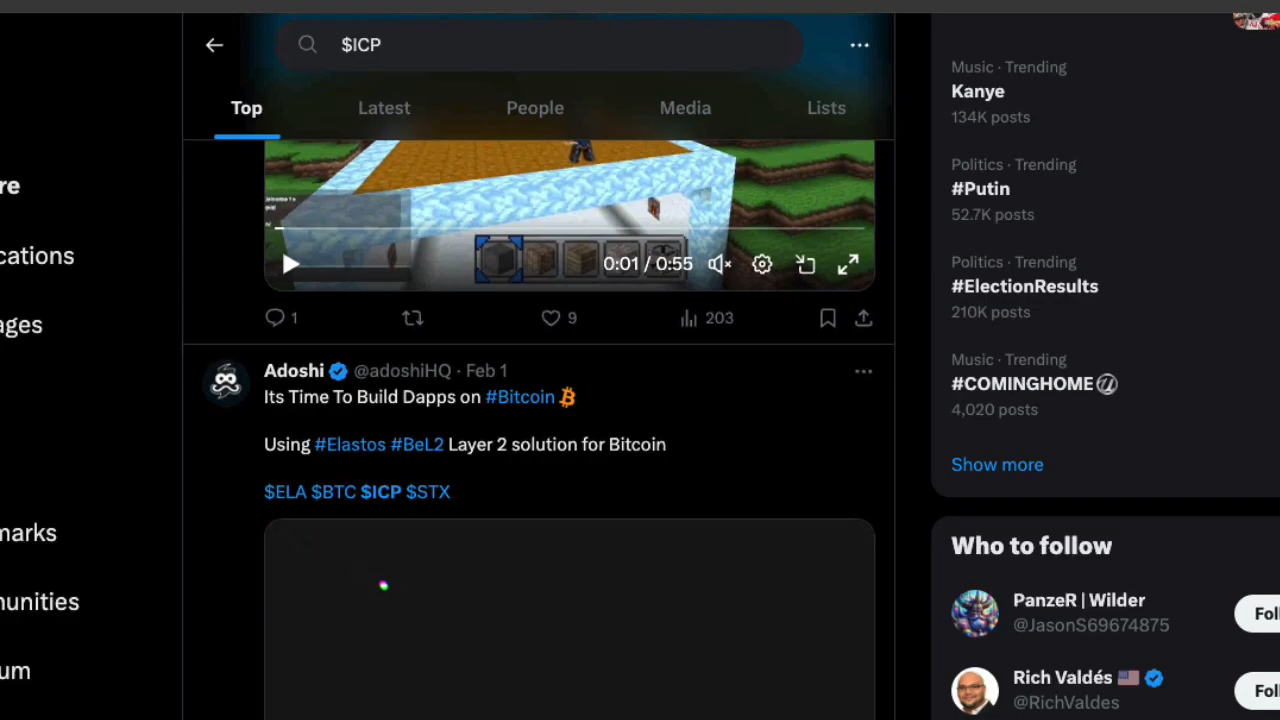 $ICP
Top
Latest
People
Media
Lists
0:01 / 0:55
1
9
203
Adoshi @adoshiHQ · Feb 1
Its Time To Build Dapps on #Bitcoin
Using #Elastos #BeL2 Layer 2 solution for Bitcoin
$ELA $BTC $ICP $STX
re
cations
ages
marks
nunities
um
Music · Trending
Kanye
134K posts
Politics · Trending
#Putin
52.7K posts
Politics · Trending
#ElectionResults
210K posts
Music · Trending
#COMINGHOME
4,020 posts
Show more
Who to follow
PanzeR | Wilder
@JasonS69674875
Fol
Rich Valdés
@RichValdes
Fol